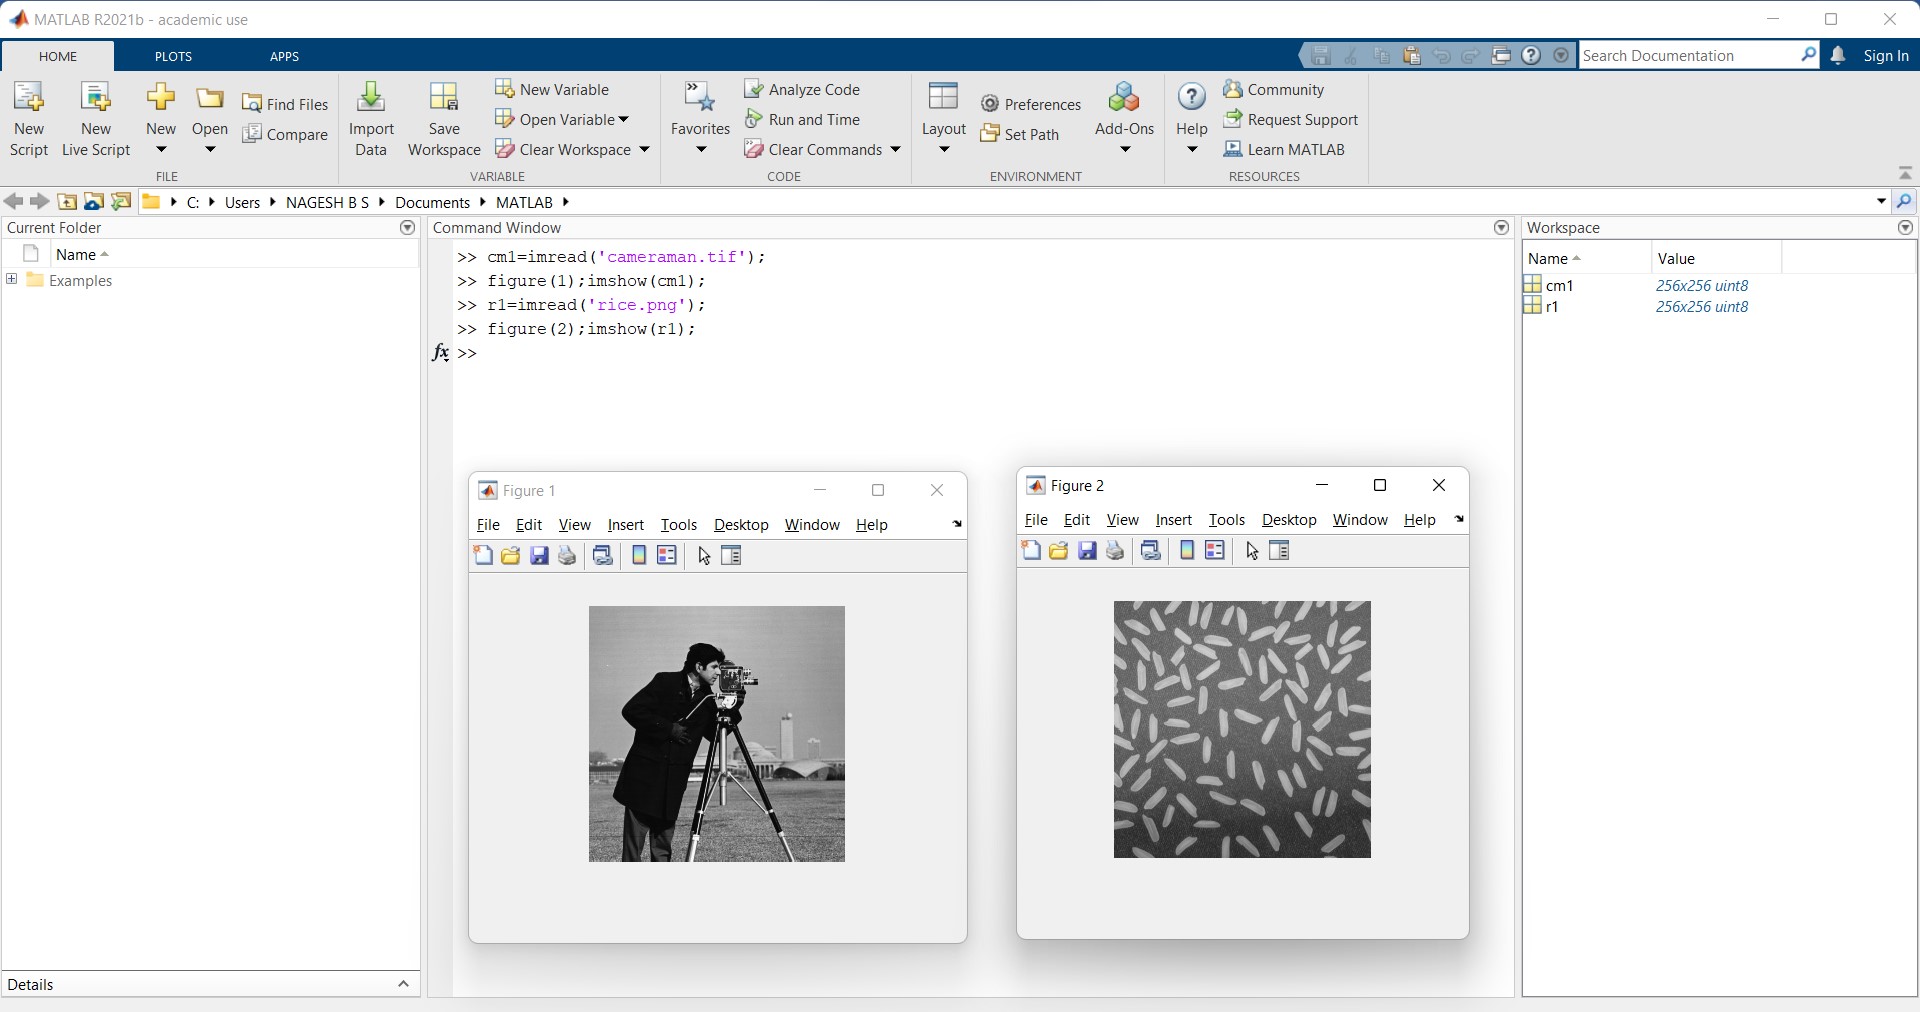 MATLAB R2021b - academic use
HOME PLOTS APPS
Search Documentation
Sign In
New Script
New Live Script
New
Open
Find Files
Compare
FILE
Import Data
Save Workspace
New Variable
Open Variable
Clear Workspace
VARIABLE
Favorites
Analyze Code
Run and Time
Clear Commands
CODE
Layout
Preferences
Set Path
Add-Ons
ENVIRONMENT
Help
Community
Request Support
Learn MATLAB
RESOURCES
C: Users NAGESH B S Documents MATLAB
Current Folder
Name
Examples
Details
Command Window
>> cm1=imread('cameraman.tif');
>> figure(1);imshow(cm1);
>> r1=imread('rice.png');
>> figure(2);imshow(r1);
fx >>
Figure 1
File Edit View Insert Tools Desktop Window Help
Figure 2
File Edit View Insert Tools Desktop Window Help
Workspace
Name Value
cm1 256x256 uint8
r1 256x256 uint8